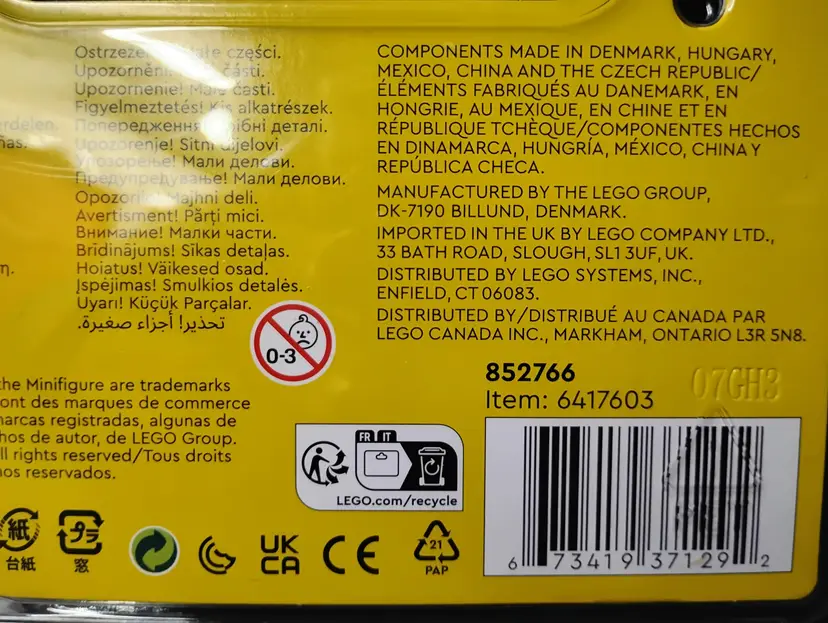 rderlen.
nas.
η.
Ostrzeże Małe części.
Upozorněni části.
Upozornenie! Malé časti.
Figyelmeztetés! Kis alkatrészek.
Попередження ібні деталі.
Upozorenje! Sitni dijelovi.
Упозорење! Мали делови.
Предупредување! Мали делови.
Opozorilo! Majhni deli.
Avertisment! Părți mici.
Внимание! Малки части.
Brīdinājums! Sīkas detaļas.
Hoiatus! Väikesed osad.
Įspėjimas! Smulkios detalės.
Uyarı! Küçük Parçalar.
تحذير! أجزاء صغيرة.
0-3
COMPONENTS MADE IN DENMARK, HUNGARY,
MEXICO, CHINA AND THE CZECH REPUBLIC/
ÉLÉMENTS FABRIQUÉS AU DANEMARK, EN
HONGRIE, AU MEXIQUE, EN CHINE ET EN
RÉPUBLIQUE TCHÈQUE/COMPONENTES HECHOS
EN DINAMARCA, HUNGRÍA, MÉXICO, CHINA Y
REPÚBLICA CHECA.
MANUFACTURED BY THE LEGO GROUP,
DK-7190 BILLUND, DENMARK.
IMPORTED IN THE UK BY LEGO COMPANY LTD.,
33 BATH ROAD, SLOUGH, SL1 3UF, UK.
DISTRIBUTED BY LEGO SYSTEMS, INC.,
ENFIELD, CT 06083.
DISTRIBUTED BY/DISTRIBUÉ AU CANADA PAR
LEGO CANADA INC., MARKHAM, ONTARIO L3R 5N8.
the Minifigure are trademarks
ont des marques de commerce
marcas registradas, algunas de
hos de autor, de LEGO Group.
ll rights reserved/Tous droits
os reservados.
852766
Item: 6417603
07GH3
FR IT
LEGO.com/recycle
紙
台紙
プラ
窓
UK
CA
CE
21
PAP
6 73419 37129 2